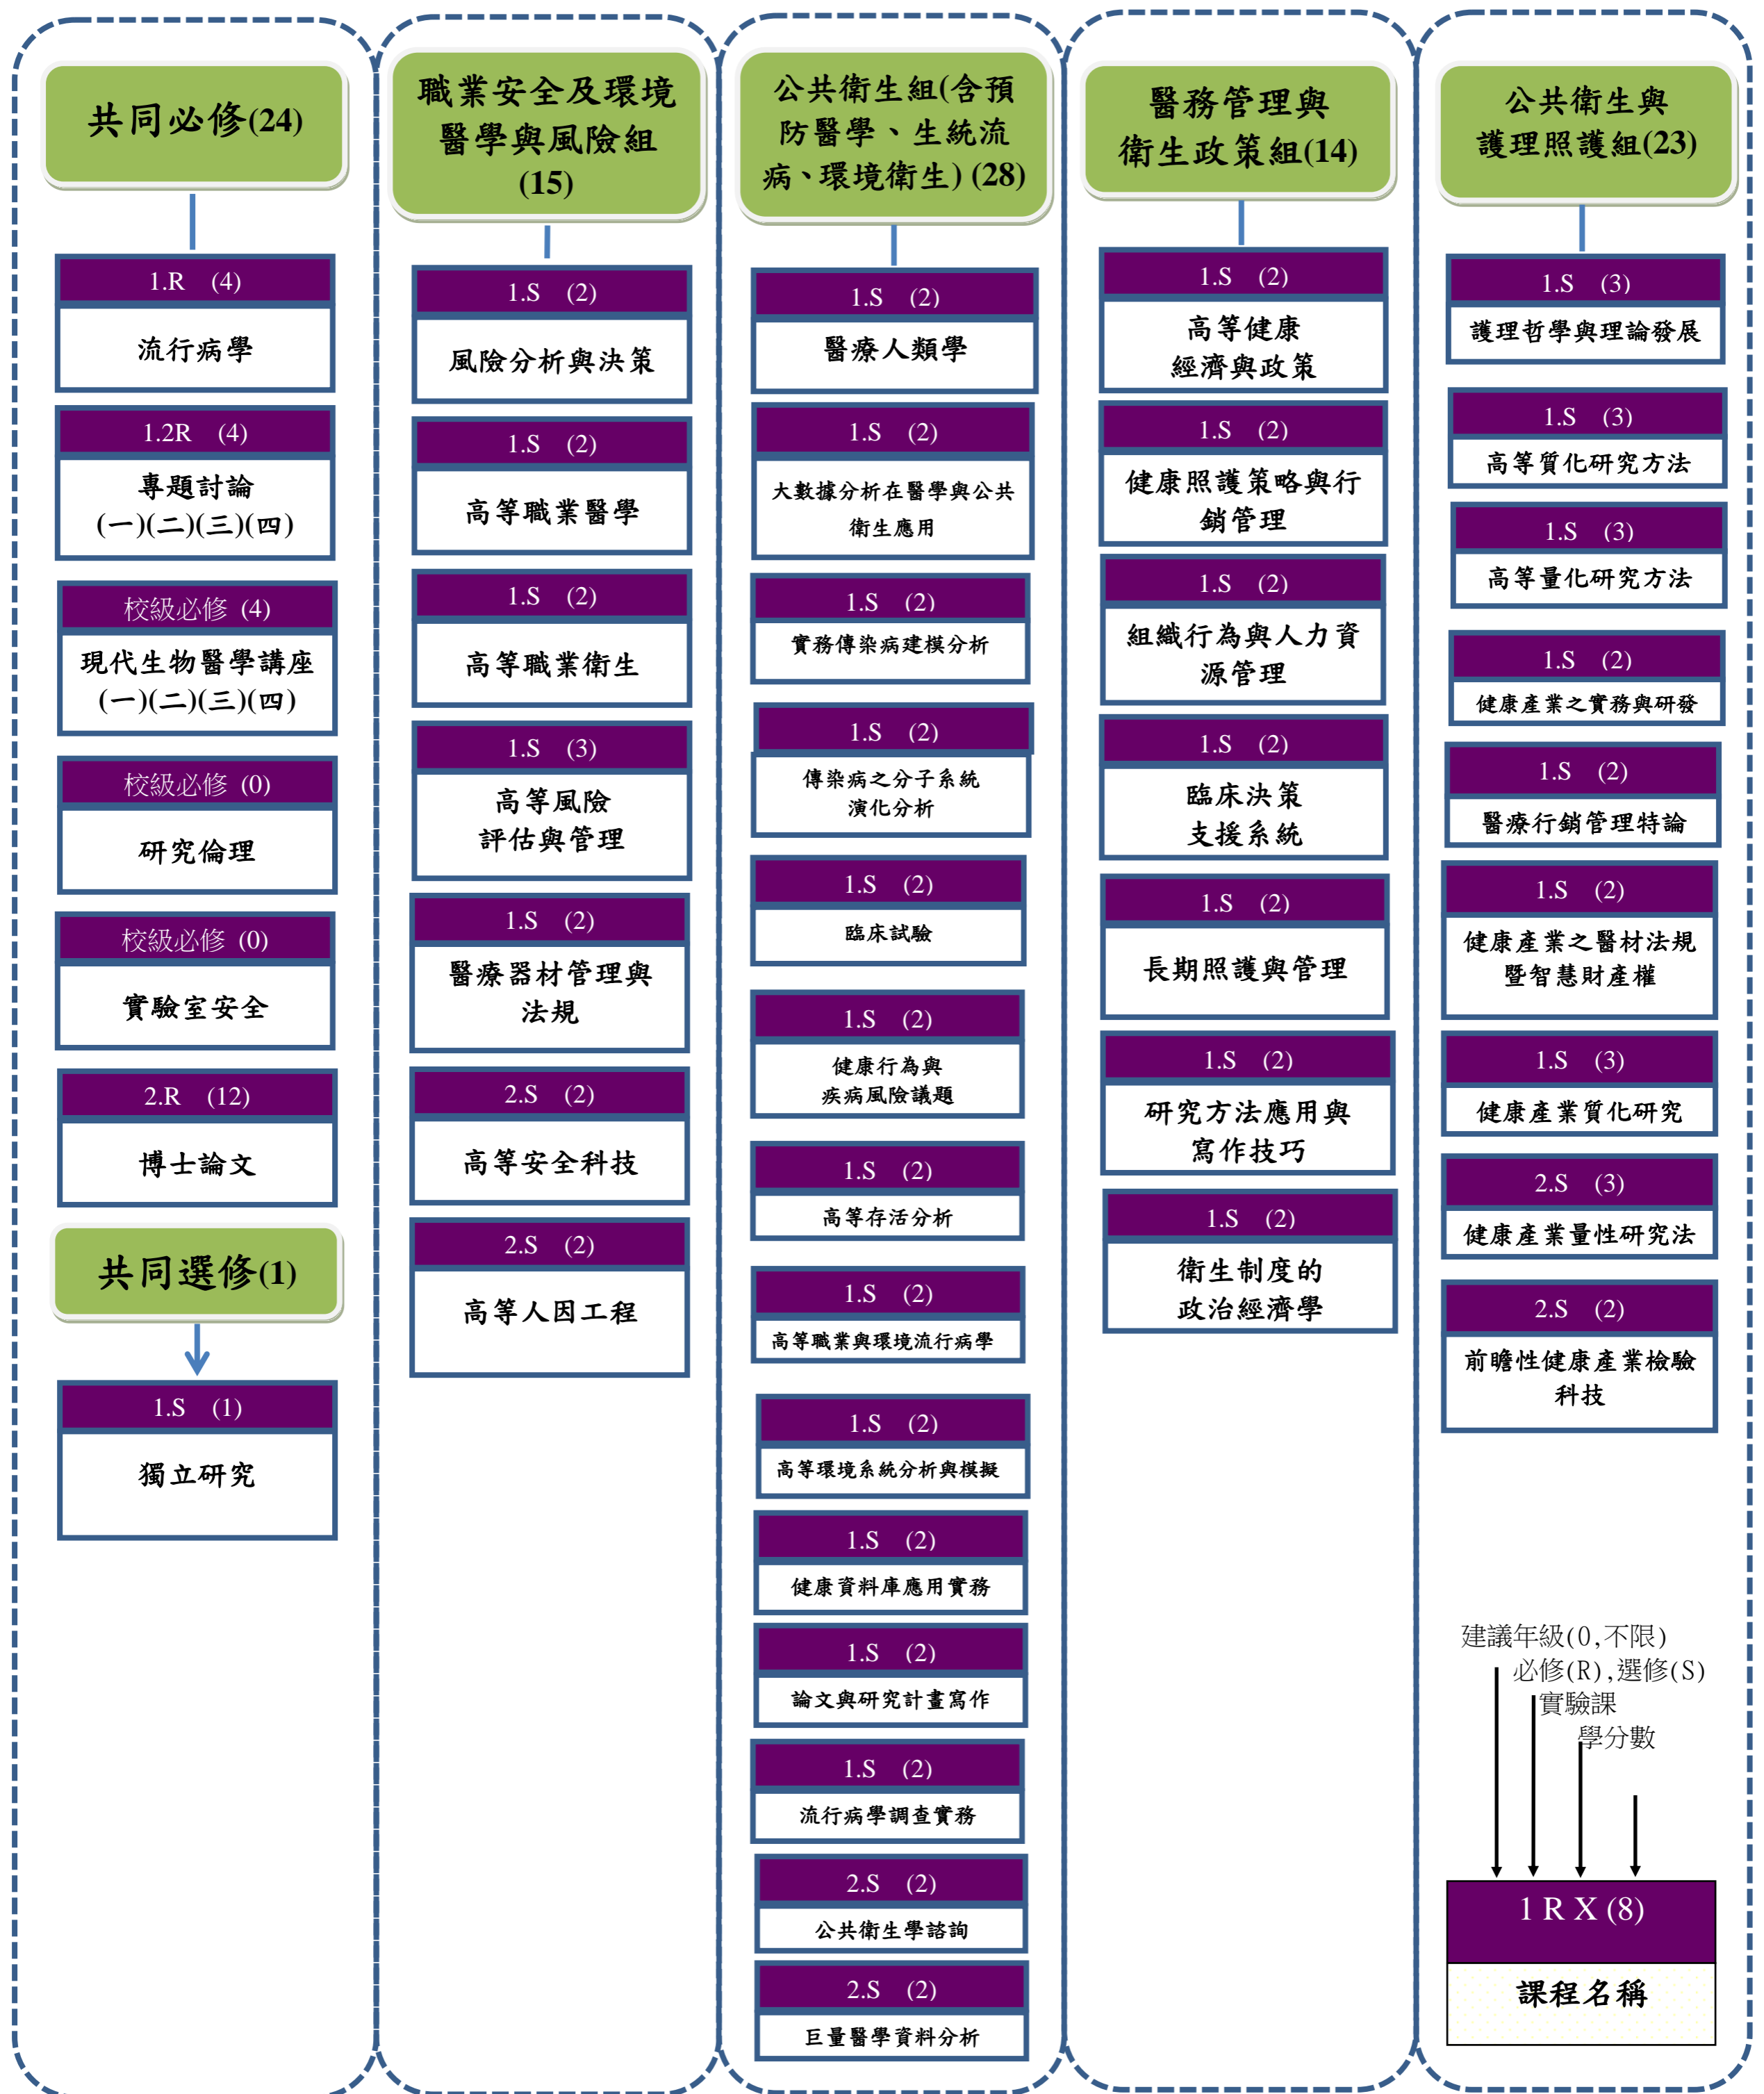 共同必修(24)
1.R (4)
流行病學
1.2R (4)
專題討論
(一)(二)(三)(四)
校級必修 (4)
現代生物醫學講座
(一)(二)(三)(四)
校級必修 (0)
研究倫理
校級必修 (0)
實驗室安全
2.R (12)
博士論文
共同選修(1)
1.S (1)
獨立研究
職業安全及環境
醫學與風險組
(15)
1.S (2)
風險分析與決策
1.S (2)
高等職業醫學
1.S (2)
高等職業衛生
1.S (3)
高等風險
評估與管理
1.S (2)
醫療器材管理與
法規
2.S (2)
高等安全科技
2.S (2)
高等人因工程
公共衛生組(含預
防醫學、生統流
病、環境衛生) (28)
1.S (2)
醫療人類學
1.S (2)
大數據分析在醫學與公共
衛生應用
1.S (2)
實務傳染病建模分析
1.S (2)
傳染病之分子系統
演化分析
1.S (2)
臨床試驗
1.S (2)
健康行為與
疾病風險議題
1.S (2)
高等存活分析
1.S (2)
高等職業與環境流行病學
1.S (2)
高等環境系統分析與模擬
1.S (2)
健康資料庫應用實務
1.S (2)
論文與研究計畫寫作
1.S (2)
流行病學調查實務
2.S (2)
公共衛生學諮詢
2.S (2)
巨量醫學資料分析
醫務管理與
衛生政策組(14)
1.S (2)
高等健康
經濟與政策
1.S (2)
健康照護策略與行
銷管理
1.S (2)
組織行為與人力資
源管理
1.S (2)
臨床決策
支援系統
1.S (2)
長期照護與管理
1.S (2)
研究方法應用與
寫作技巧
1.S (2)
衛生制度的
政治經濟學
公共衛生與
護理照護組(23)
1.S (3)
護理哲學與理論發展
1.S (3)
高等質化研究方法
1.S (3)
高等量化研究方法
1.S (2)
健康產業之實務與研發
1.S (2)
醫療行銷管理特論
1.S (2)
健康產業之醫材法規
暨智慧財產權
1.S (3)
健康產業質化研究
2.S (3)
健康產業量性研究法
2.S (2)
前瞻性健康產業檢驗
科技
建議年級(0,不限)
必修(R),選修(S)
實驗課
學分數
1 R X (8)
課程名稱